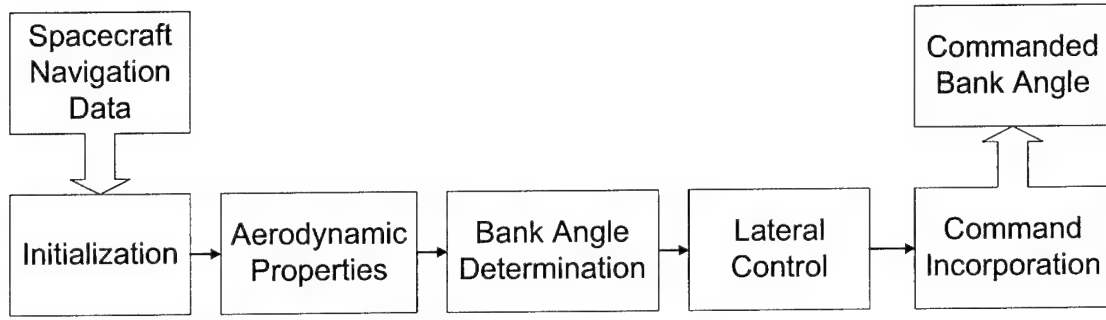 Spacecraft
Navigation
Data
Commanded
Bank Angle
Initialization
Aerodynamic
Properties
Bank Angle
Determination
Lateral
Control
Command
Incorporation